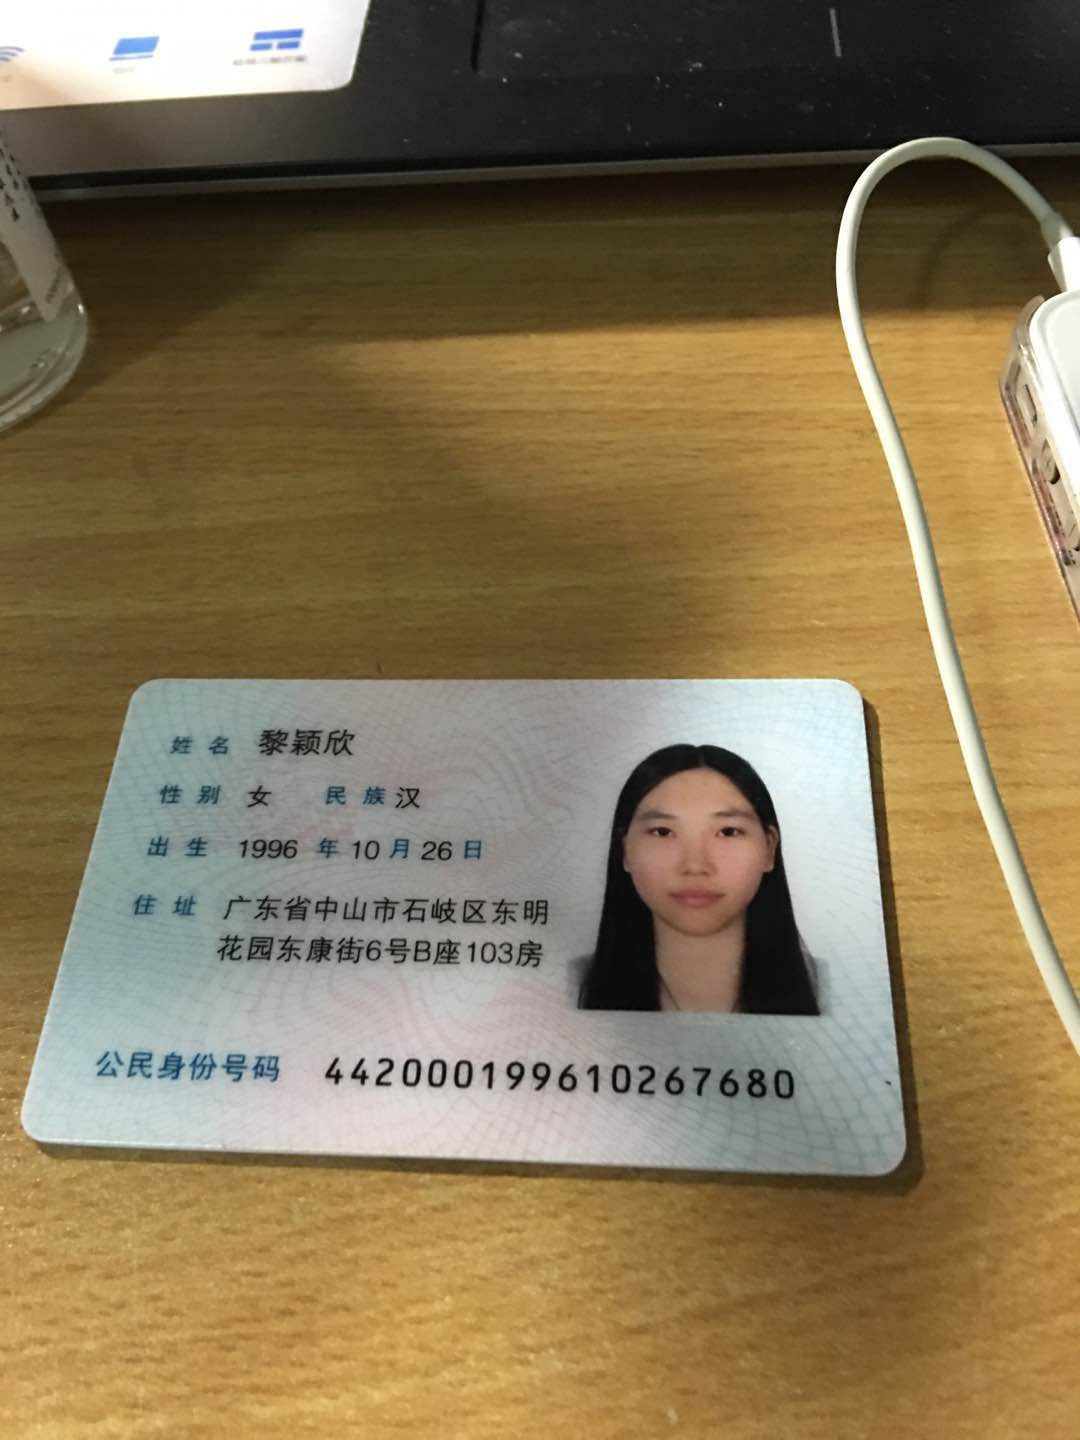 姓名 黎颖欣
性别 女 民族 汉
出生 1996 年 10 月 26 日
住址 广东省中山市石岐区东明
花园东康街6号B座103房
公民身份号码 442000199610267680